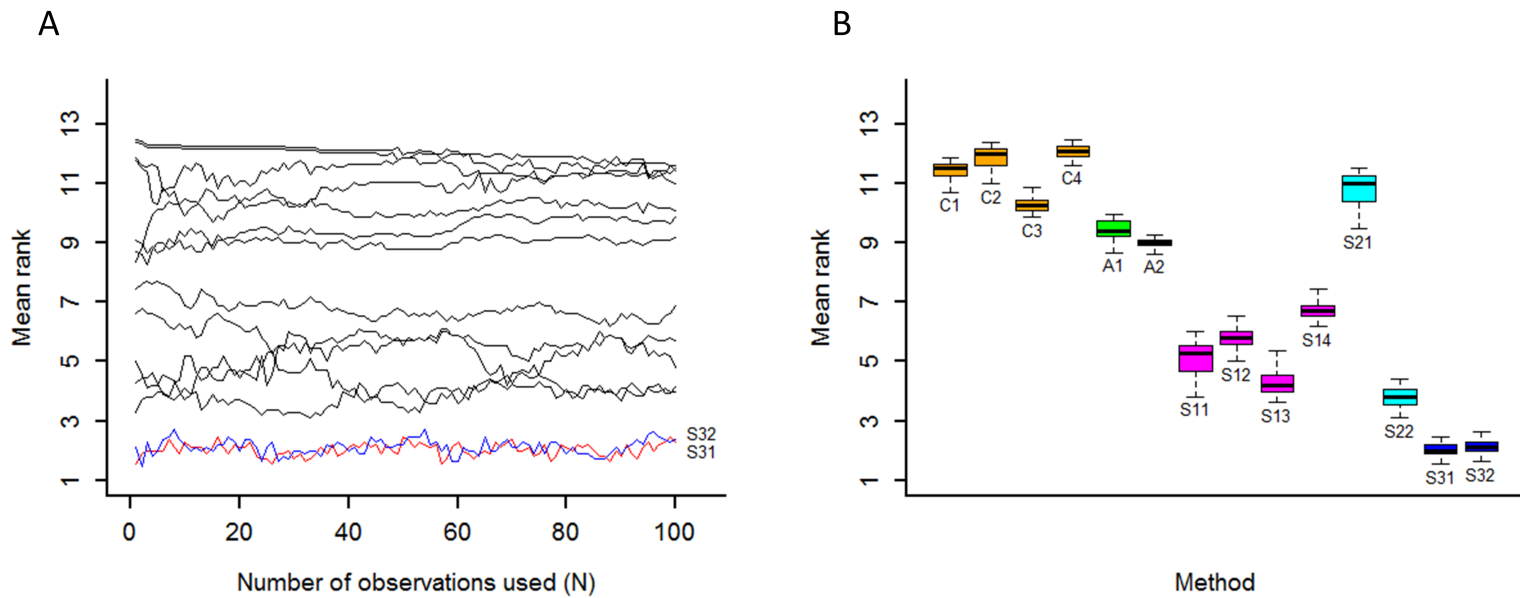 A
Mean rank
13
11
9
7
5
3
1
S32
S31
0 20 40 60 80 100
Number of observations used (N)
B
Mean rank
13
11
9
7
5
3
1
C1
C2
C3
C4
A1
A2
S11
S12
S13
S14
S21
S22
S31
S32
Method